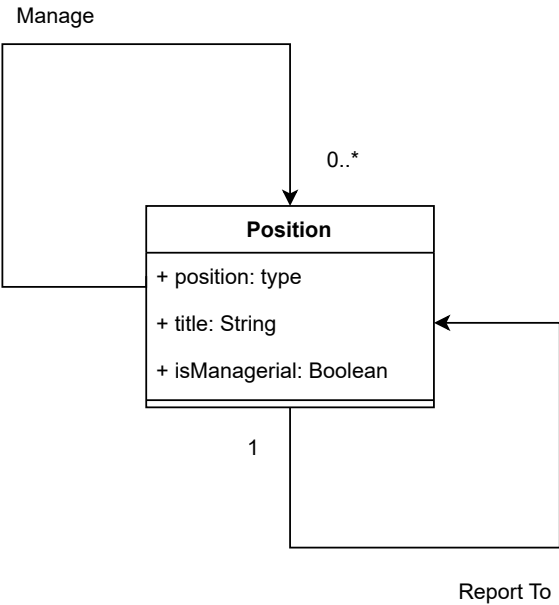 Manage
0..*
Position
+ position: type
+ title: String
+ isManagerial: Boolean
1
Report To